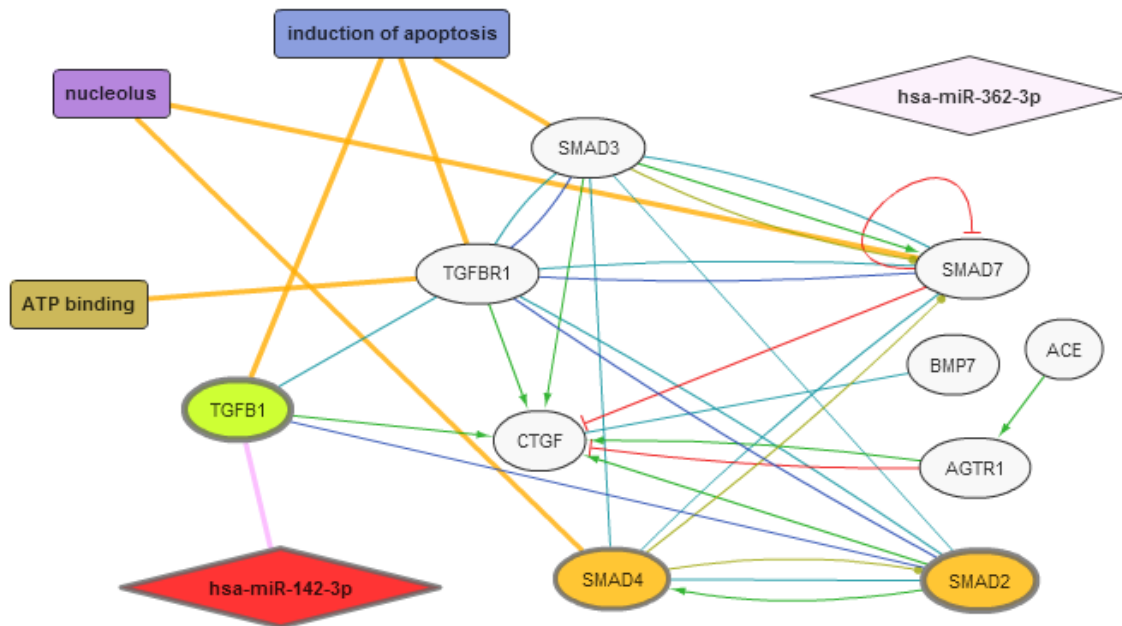 induction of apoptosis
nucleolus
hsa-miR-362-3p
SMAD3
TGFBR1
SMAD7
ATP binding
BMP7
ACE
TGFB1
CTGF
AGTR1
hsa-miR-142-3p
SMAD4
SMAD2